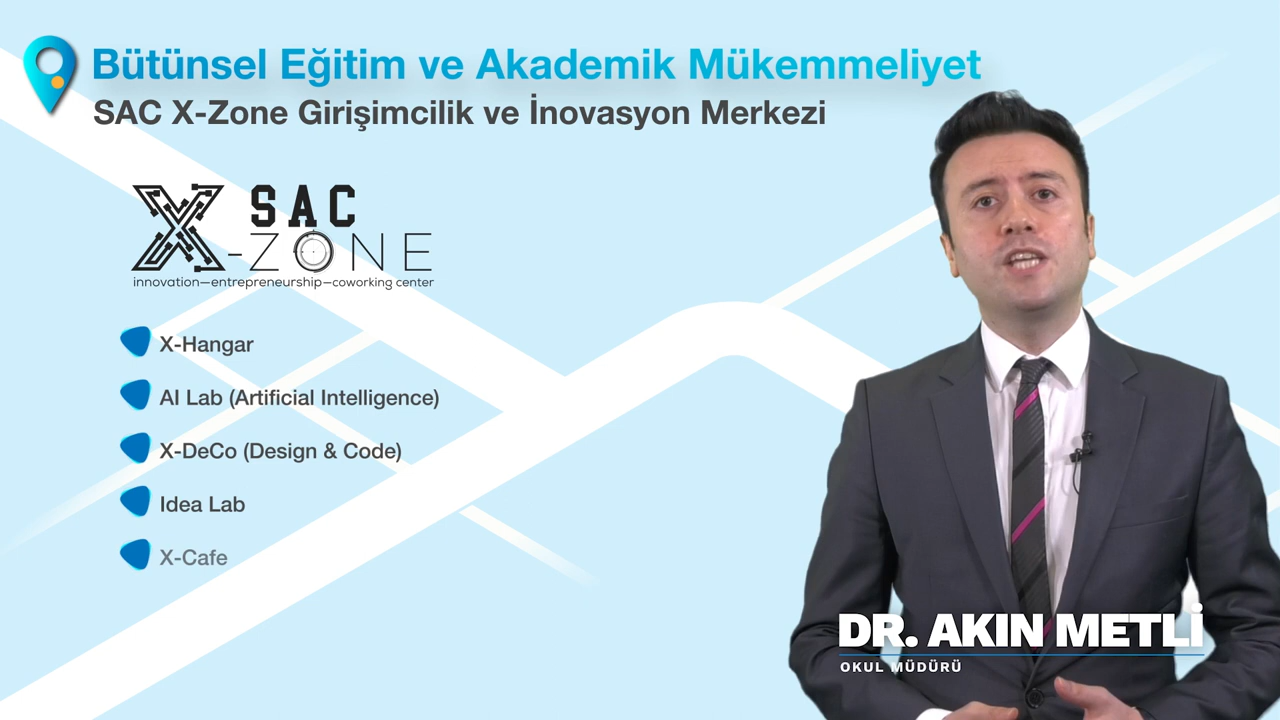 Bütünsel Eğitim ve Akademik Mükemmeliyet
SAC X-Zone Girişimcilik ve İnovasyon Merkezi
X SAC
-ZONE
innovation—entrepreneurship—coworking center
X-Hangar
AI Lab (Artificial Intelligence)
X-DeCo (Design & Code)
Idea Lab
X-Cafe
DR. AKIN METLİ
OKUL MÜDÜRÜ